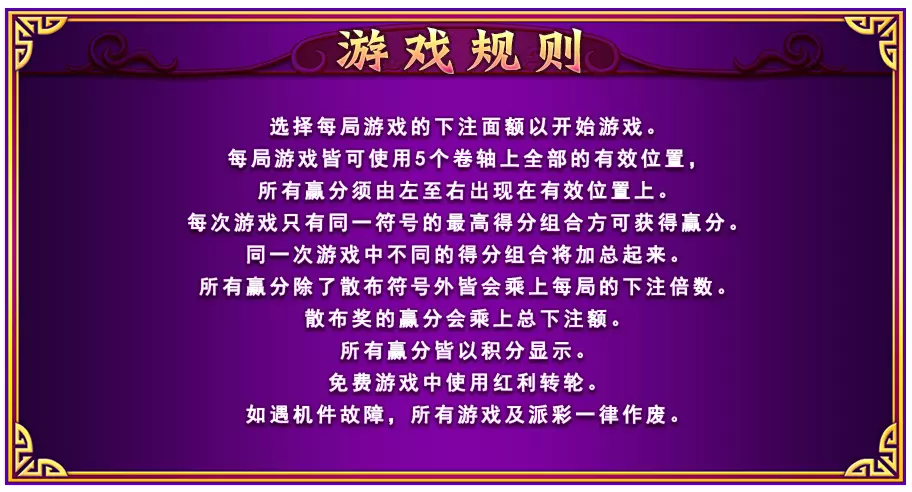 游戏规则
选择每局游戏的下注面额以开始游戏。
每局游戏皆可使用5个卷轴上全部的有效位置，
所有赢分须由左至右出现在有效位置上。
每次游戏只有同一符号的最高得分组合方可获得赢分。
同一次游戏中不同的得分组合将加总起来。
所有赢分除了散布符号外皆会乘上每局的下注倍数。
散布奖的赢分会乘上总下注额。
所有赢分皆以积分显示。
免费游戏中使用红利转轮。
如遇机件故障，所有游戏及派彩一律作废。